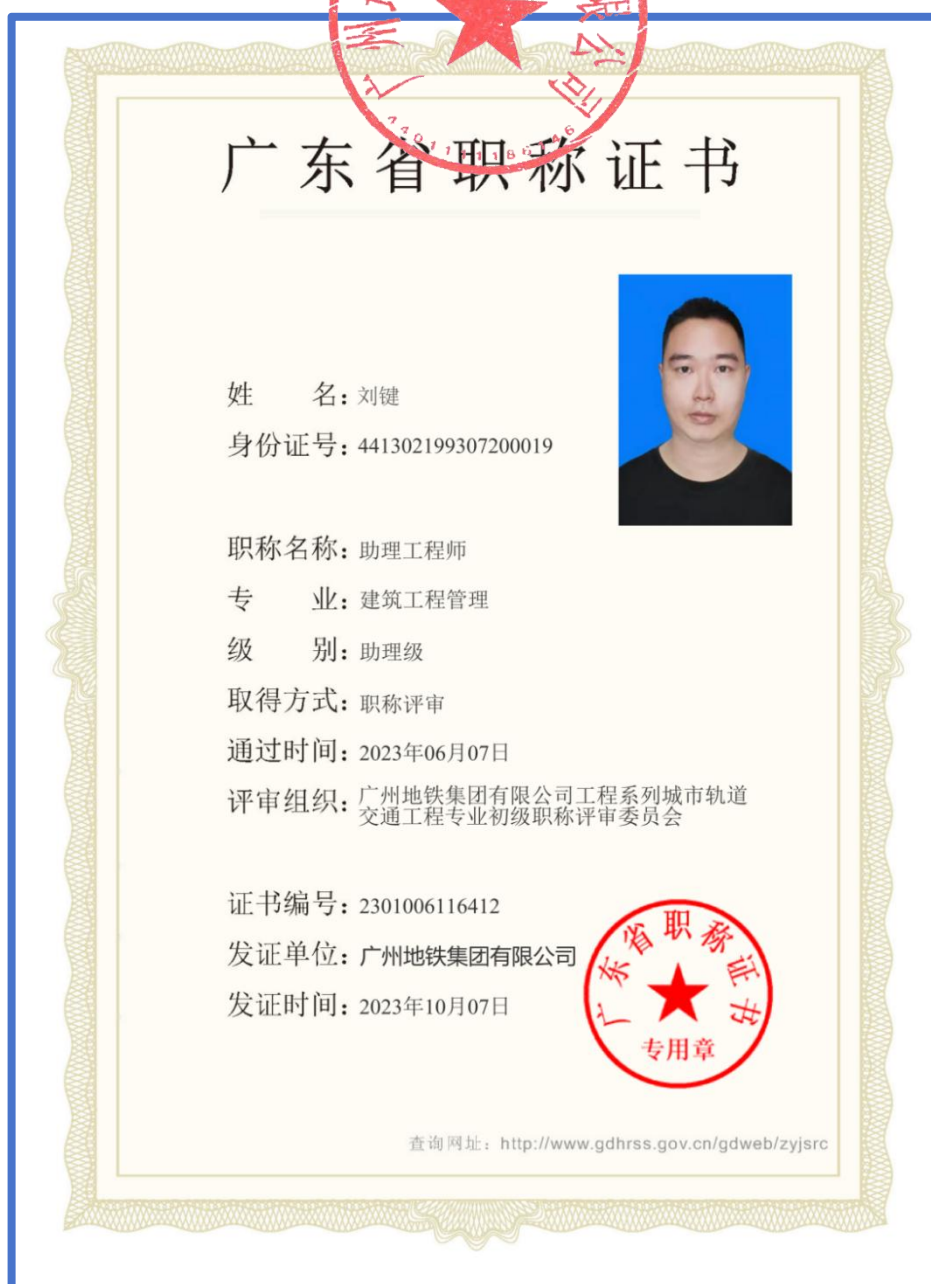 广东省职称证书
姓 名：刘键
身份证号：441302199307200019
职称名称：助理工程师
专 业：建筑工程管理
级 别：助理级
取得方式：职称评审
通过时间：2023年06月07日
评审组织：广州地铁集团有限公司工程系列城市轨道
交通工程专业初级职称评审委员会
证书编号：2301006116412
发证单位：广州地铁集团有限公司
发证时间：2023年10月07日
广东省职称证书
专用章
查询网址：http://www.gdhrss.gov.cn/gdweb/zyjsrc